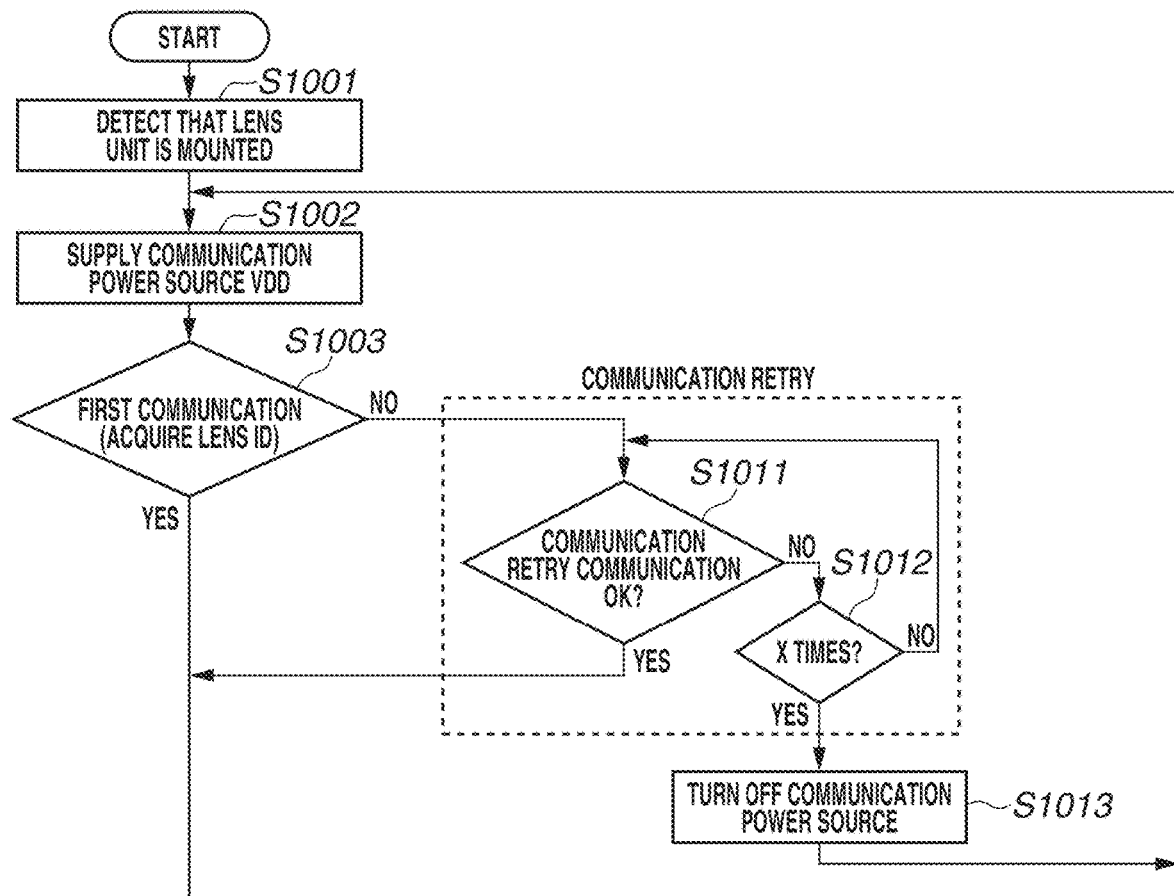 START
S1001
DETECT THAT LENS
UNIT IS MOUNTED
S1002
SUPPLY COMMUNICATION
POWER SOURCE VDD
S1003
FIRST COMMUNICATION
(ACQUIRE LENS ID)
NO
YES
COMMUNICATION RETRY
S1011
COMMUNICATION
RETRY COMMUNICATION
OK?
NO
YES
S1012
X TIMES?
NO
YES
TURN OFF COMMUNICATION
POWER SOURCE
S1013